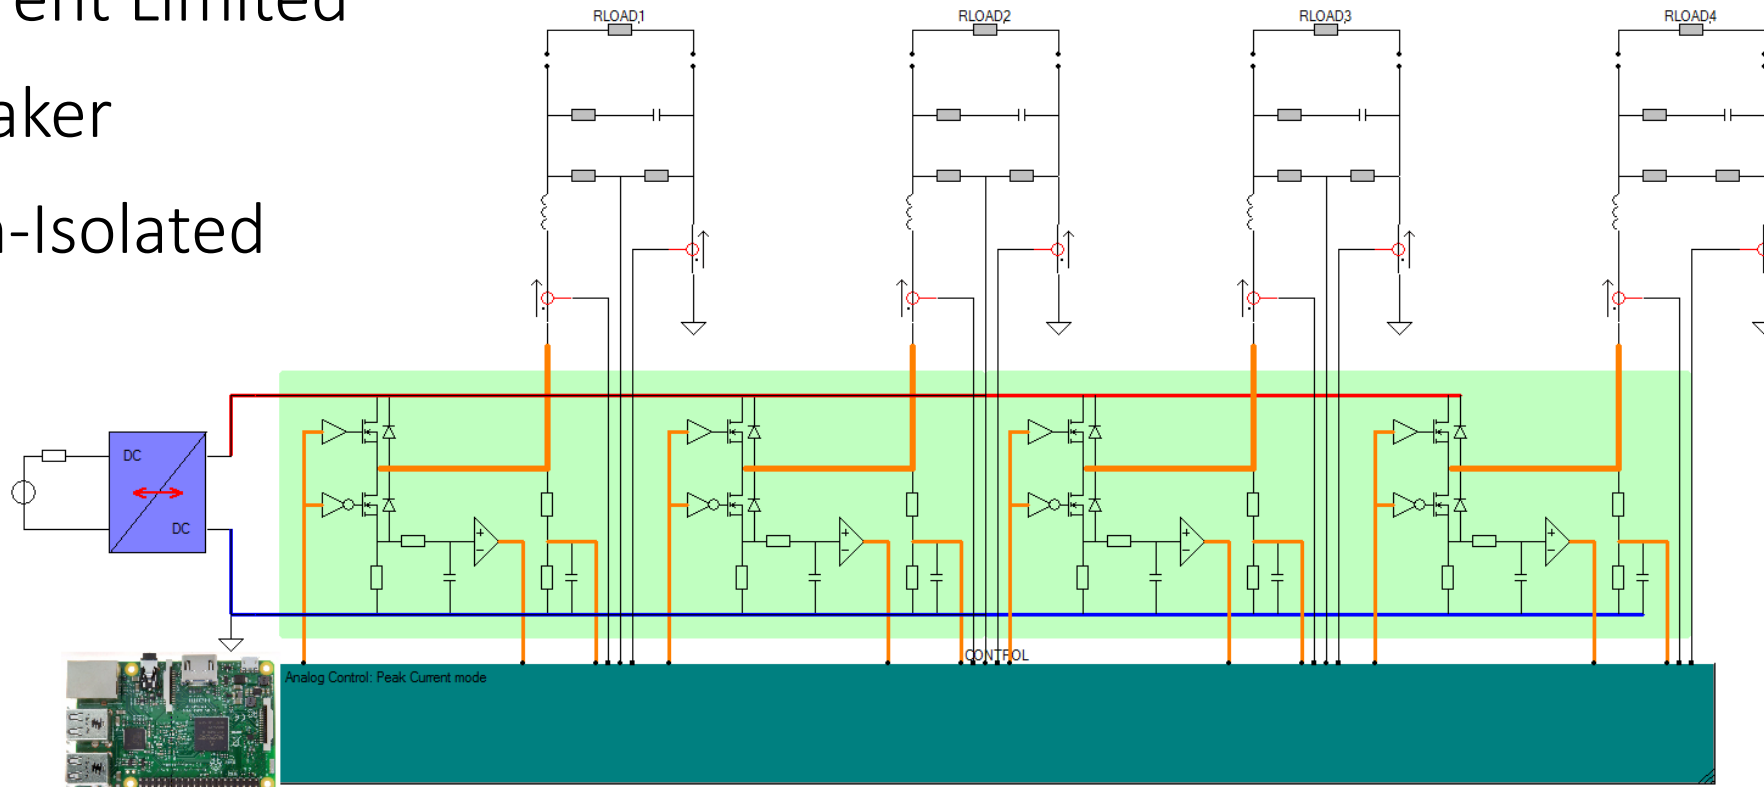 ent Limited
aker
-Isolated
RLOAD1
RLOAD2
RLOAD3
RLOAD4
DC
DC
CONTROL
Analog Control: Peak Current mode